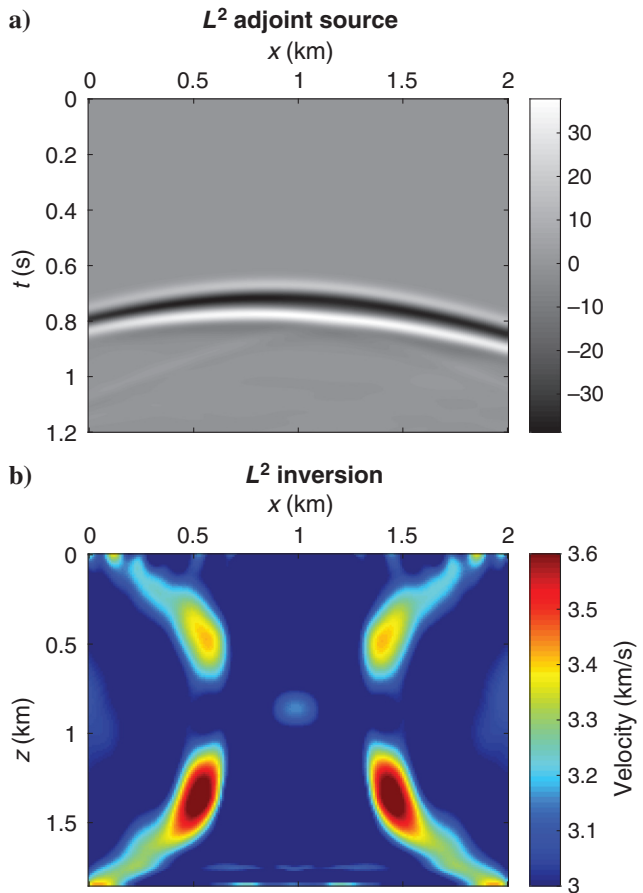 a)
L² adjoint source
x (km)
0 0.5 1 1.5 2
0
0.2
0.4
0.6
0.8
1
1.2
t (s)
30
20
10
0
−10
−20
−30
b)
L² inversion
x (km)
0 0.5 1 1.5 2
0
0.5
1
1.5
z (km)
3.6
3.5
3.4
3.3
3.2
3.1
3
Velocity (km/s)